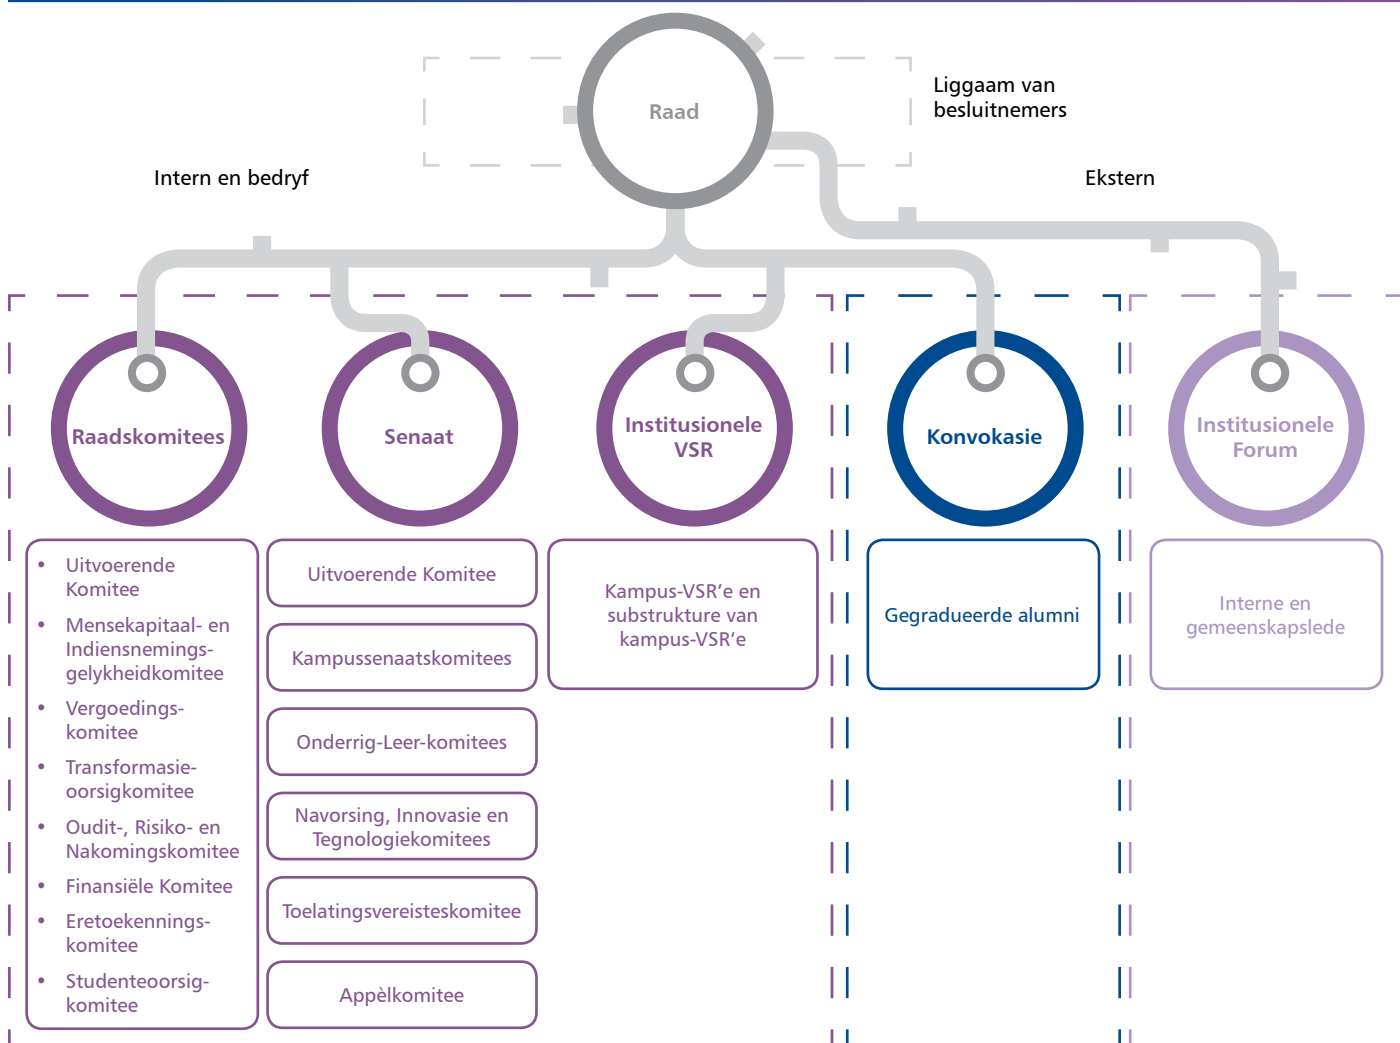 Raad
Liggaam van
besluitnemers
Intern en bedryf
Ekstern
Raadskomitees
Senaat
Institusionele
VSR
Konvokasie
Institusionele
Forum
• Uitvoerende
Komitee
• Mensekapitaal- en
Indiensnemings-
gelykheidkomitee
• Vergoedings-
komitee
• Transformasie-
oorsigkomitee
• Oudit-, Risiko- en
Nakomingskomitee
• Finansiële Komitee
• Eretoekennings-
komitee
• Studenteoorsig-
komitee
Uitvoerende Komitee
Kampussenaatskomitees
Onderrig-Leer-komitees
Navorsing, Innovasie en
Tegnologiekomitees
Toelatingsvereisteskomitee
Appèlkomitee
Kampus-VSR’e en
substrukture van
kampus-VSR’e
Gegradueerde alumni
Interne en
gemeenskapslede